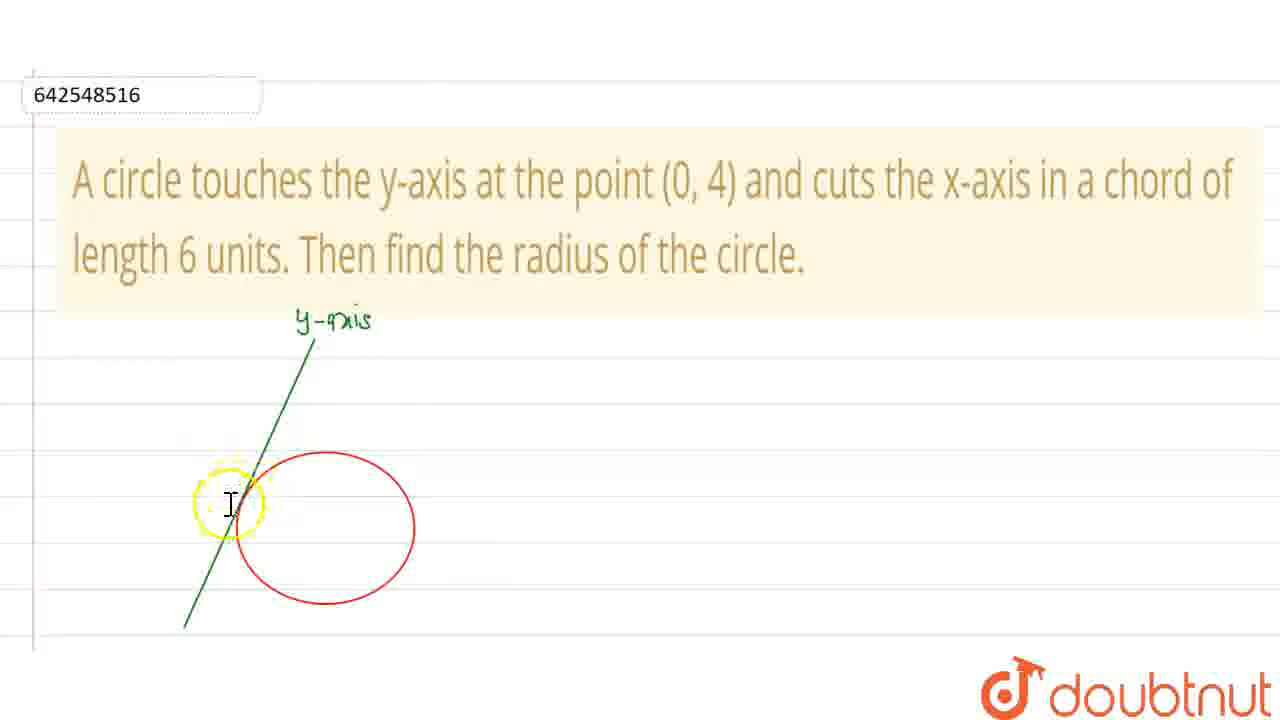 642548516
A circle touches the y-axis at the point (0, 4) and cuts the x-axis in a chord of
length 6 units. Then find the radius of the circle.
y-axis
doubtnut